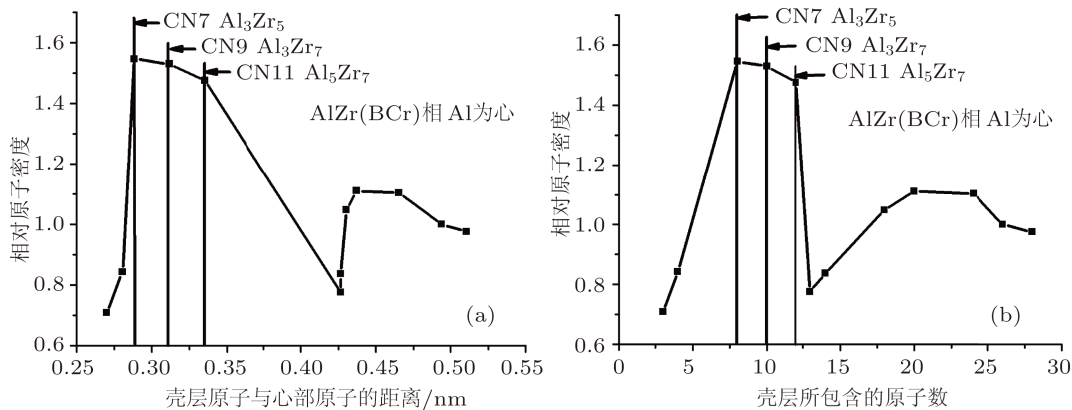 CN7 Al₃Zr₅
CN9 Al₃Zr₇
CN11 Al₅Zr₇
AlZr(BCr)相 Al为心
相对原子密度
1.6
1.4
1.2
1.0
0.8
0.6
(a)
0.25 0.30 0.35 0.40 0.45 0.50 0.55
壳层原子与心部原子的距离/nm
CN7 Al₃Zr₅
CN9 Al₃Zr₇
CN11 Al₅Zr₇
AlZr(BCr)相 Al为心
相对原子密度
1.6
1.4
1.2
1.0
0.8
0.6
(b)
0 5 10 15 20 25 30
壳层所包含的原子数